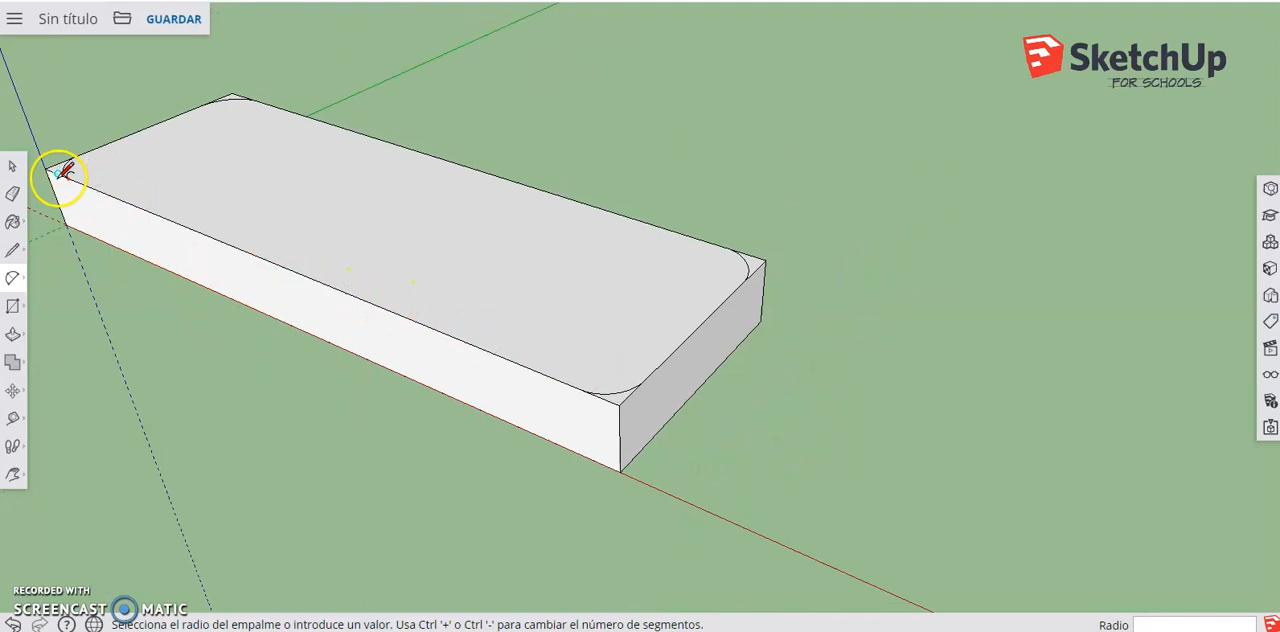 Sin título
GUARDAR
SketchUp
FOR SCHOOLS
RECORDED WITH
SCREENCAST MATIC
Selecciona el radio del empalme o introduce un valor. Usa Ctrl '+' o Ctrl '-' para cambiar el número de segmentos.
Radio